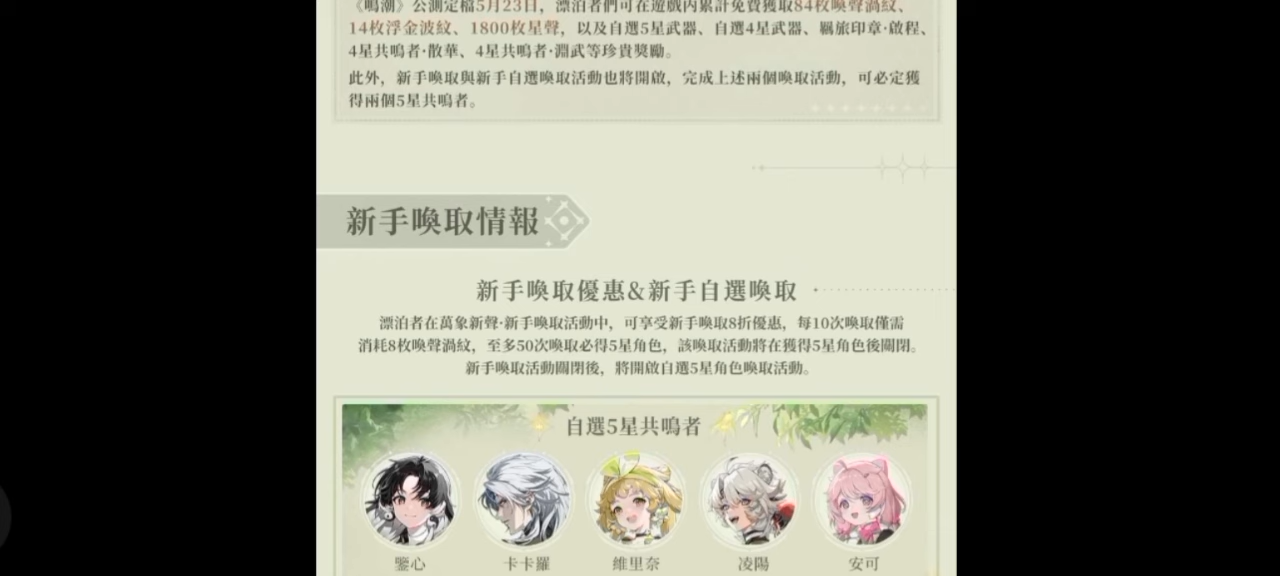 《鳴潮》公測定檔5月23日，漂泊者們可在遊戲內累計免費獲取84枚喚聲渦紋、
14枚浮金波紋、1800枚星聲，以及自選5星武器、自選4星武器、羈旅印章·啟程、
4星共鳴者·散華、4星共鳴者·淵武等珍貴獎勵。
此外，新手喚取與新手自選喚取活動也將開啟，完成上述兩個喚取活動，可必定獲
得兩個5星共鳴者。
新手喚取情報
新手喚取優惠&新手自選喚取
漂泊者在萬象新聲·新手喚取活動中，可享受新手喚取8折優惠，每10次喚取僅需
消耗8枚喚聲渦紋，至多50次喚取必得5星角色，該喚取活動將在獲得5星角色後關閉。
新手喚取活動關閉後，將開啟自選5星角色喚取活動。
自選5星共鳴者
鑒心 卡卡羅 維里奈 凌陽 安可